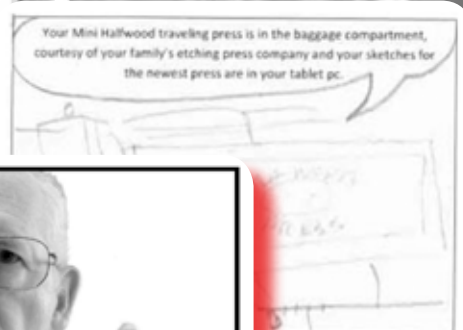 Your Mini Halfwood traveling press is in the baggage compartment,
courtesy of your family's etching press company and your sketches for
the newest press are in your tablet pc.